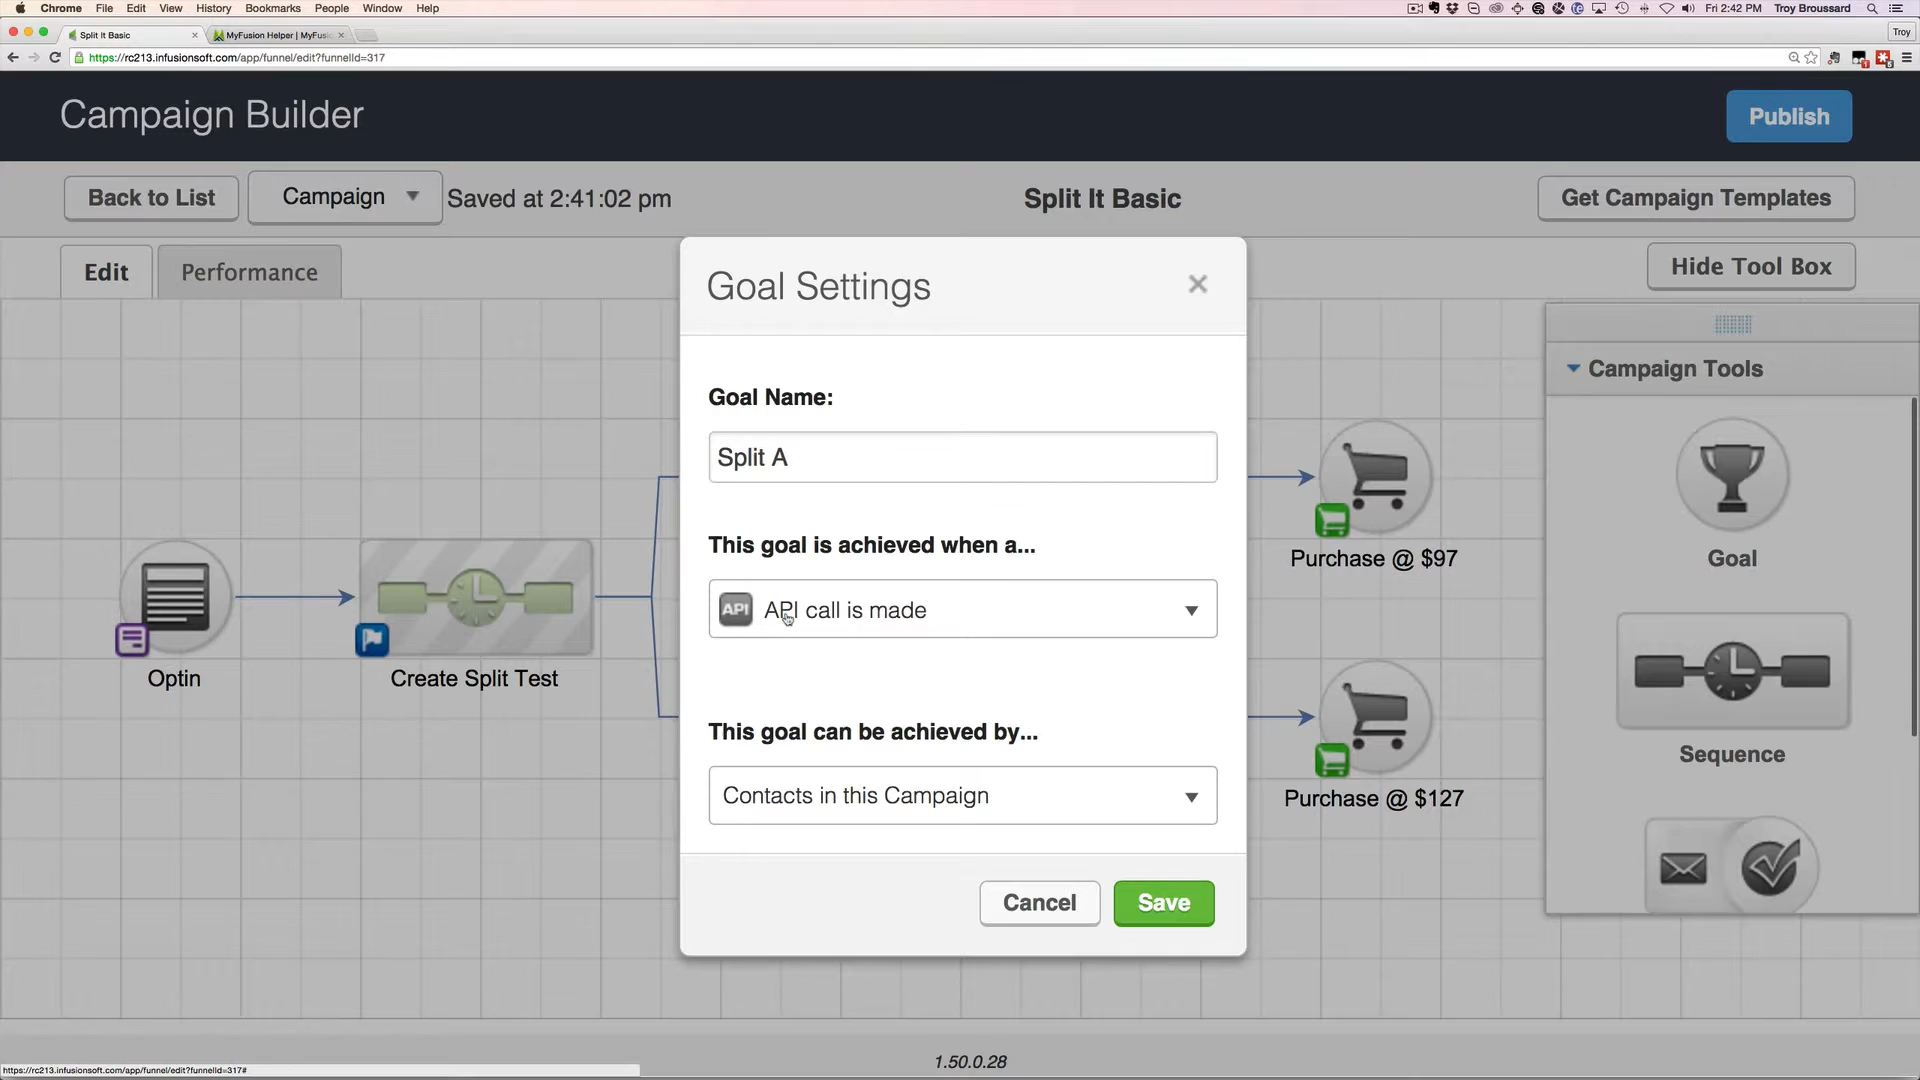 Chrome File Edit View History Bookmarks People Window Help
Fri 2:42 PM Troy Broussard
Split It Basic
MyFusion Helper | MyFus
Troy
https://rc213.infusionsoft.com/app/funnel/edit?funnelId=317
Campaign Builder
Publish
Back to List
Campaign
Saved at 2:41:02 pm
Split It Basic
Get Campaign Templates
Edit
Performance
Hide Tool Box
Goal Settings
Goal Name:
Split A
This goal is achieved when a...
API
API call is made
This goal can be achieved by...
Contacts in this Campaign
Cancel
Save
Optin
Create Split Test
Purchase @ $97
Purchase @ $127
Campaign Tools
Goal
Sequence
1.50.0.28
https://rc213.infusionsoft.com/app/funnel/edit?funnelId=317#